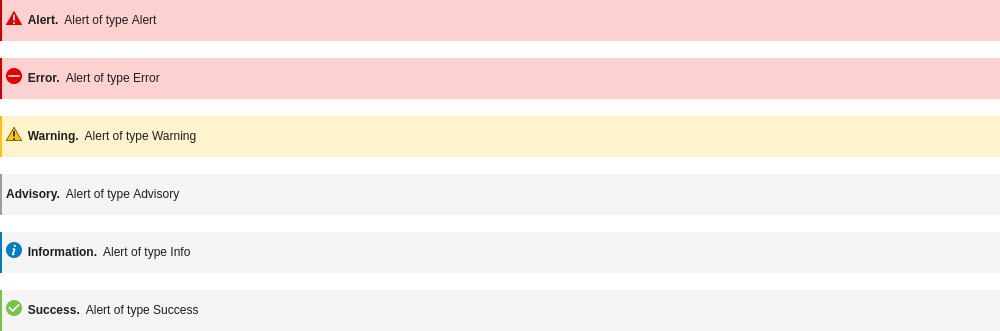 Alert. Alert of type Alert
Error. Alert of type Error
Warning. Alert of type Warning
Advisory. Alert of type Advisory
Information. Alert of type Info
Success. Alert of type Success